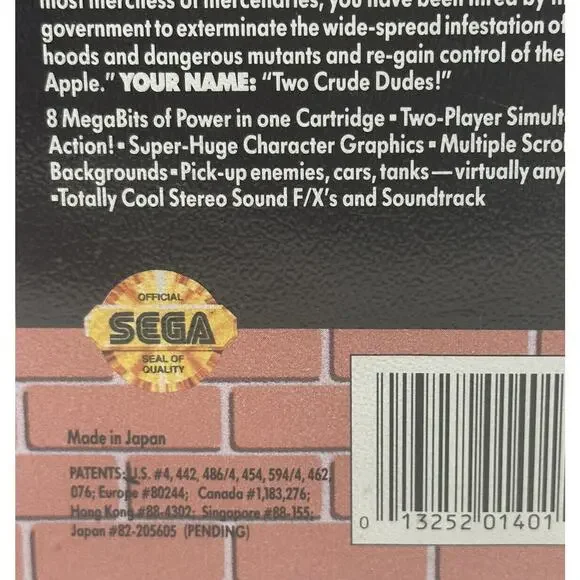 most merciless of mercenaries, you have been hired by
government to exterminate the wide-spread infestation of
hoods and dangerous mutants and re-gain control of the
Apple." YOUR NAME: "Two Crude Dudes!"
8 MegaBits of Power in one Cartridge ▪ Two-Player Simult
Action! ▪ Super-Huge Character Graphics ▪ Multiple Scrol
Backgrounds ▪ Pick-up enemies, cars, tanks — virtually any
▪ Totally Cool Stereo Sound F/X's and Soundtrack
OFFICIAL
SEGA
SEAL OF
QUALITY
Made in Japan
PATENTS: U.S. #4, 442, 486/4, 454, 594/4, 462,
076; Europe #80244; Canada #1,183,276;
Hong Kong #88-4302; Singapore #88-155;
Japan #82-205605 (PENDING)
0 13252 01401